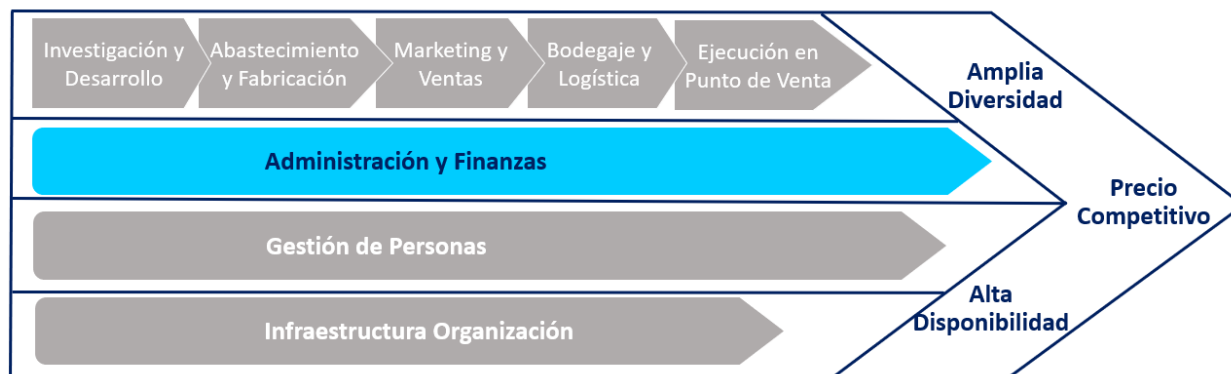 Investigación y
Desarrollo
Abastecimiento
y Fabricación
Marketing y
Ventas
Bodegaje y
Logística
Ejecución en
Punto de Venta
Amplia
Diversidad
Administración y Finanzas
Precio
Competitivo
Gestión de Personas
Alta
Disponibilidad
Infraestructura Organización